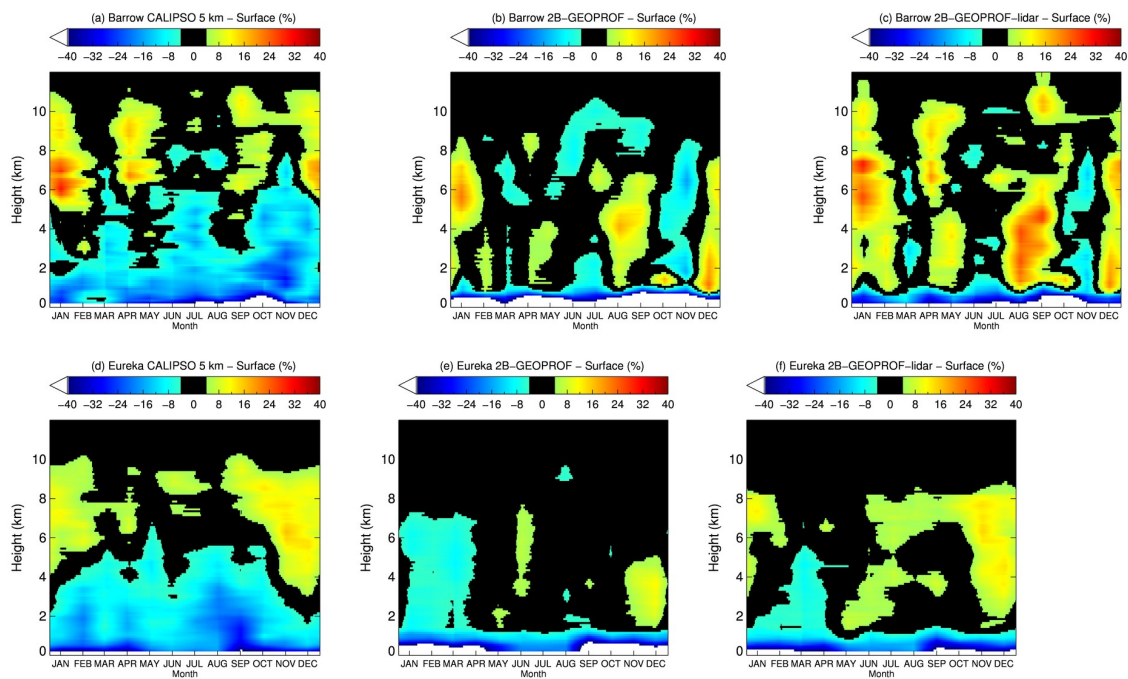 (a) Barrow CALIPSO 5 km − Surface (%)
−40 −32 −24 −16 −8 0 8 16 24 32 40
Height (km)
10
8
6
4
2
0
JAN FEB MAR APR MAY JUN JUL AUG SEP OCT NOV DEC
Month
(b) Barrow 2B−GEOPROF − Surface (%)
−40 −32 −24 −16 −8 0 8 16 24 32 40
Height (km)
10
8
6
4
2
0
JAN FEB MAR APR MAY JUN JUL AUG SEP OCT NOV DEC
Month
(c) Barrow 2B−GEOPROF−lidar − Surface (%)
−40 −32 −24 −16 −8 0 8 16 24 32 40
Height (km)
10
8
6
4
2
0
JAN FEB MAR APR MAY JUN JUL AUG SEP OCT NOV DEC
Month
(d) Eureka CALIPSO 5 km − Surface (%)
−40 −32 −24 −16 −8 0 8 16 24 32 40
Height (km)
10
8
6
4
2
0
JAN FEB MAR APR MAY JUN JUL AUG SEP OCT NOV DEC
Month
(e) Eureka 2B−GEOPROF − Surface (%)
−40 −32 −24 −16 −8 0 8 16 24 32 40
Height (km)
10
8
6
4
2
0
JAN FEB MAR APR MAY JUN JUL AUG SEP OCT NOV DEC
Month
(f) Eureka 2B−GEOPROF−lidar − Surface (%)
−40 −32 −24 −16 −8 0 8 16 24 32 40
Height (km)
10
8
6
4
2
0
JAN FEB MAR APR MAY JUN JUL AUG SEP OCT NOV DEC
Month